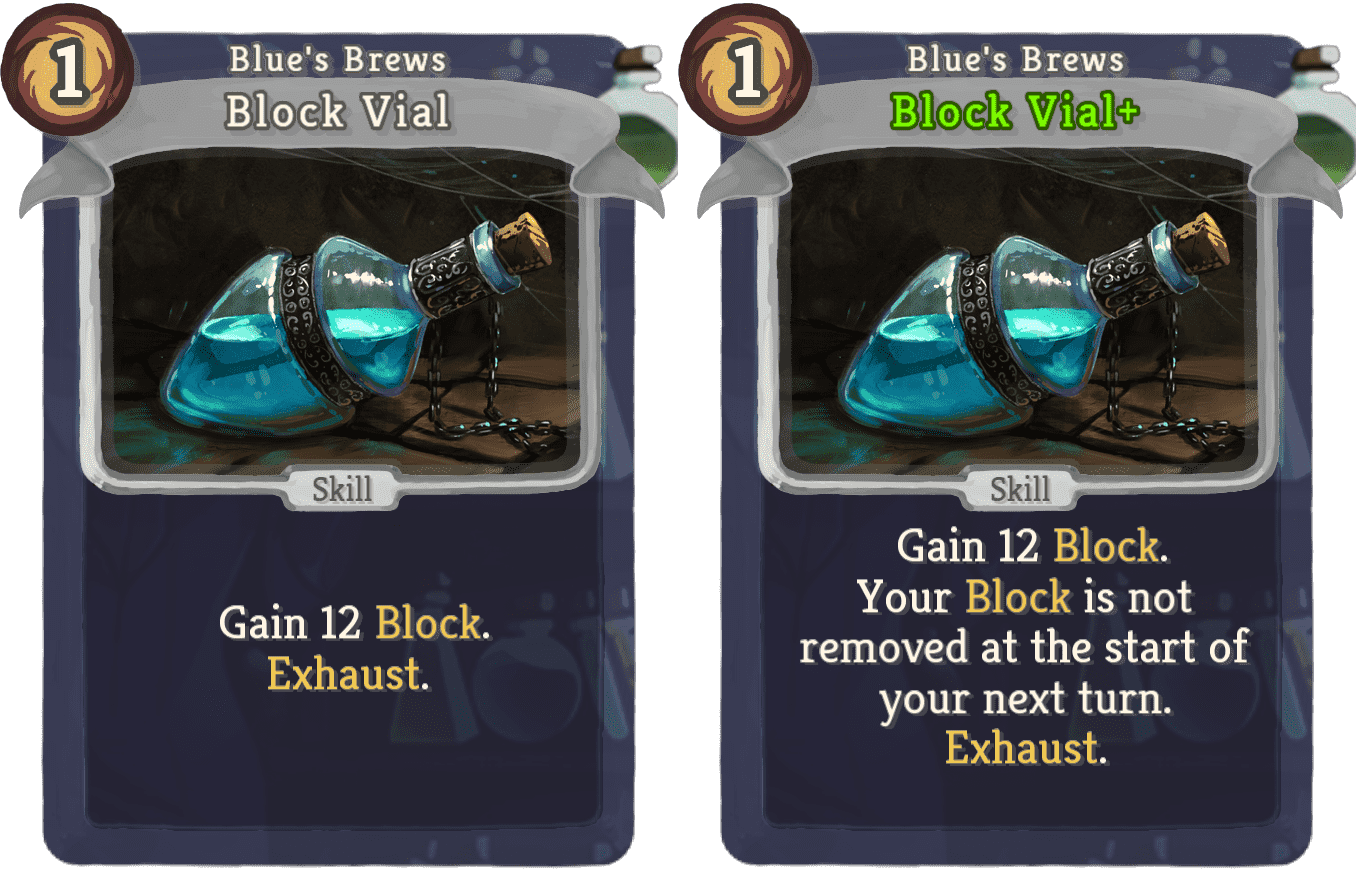 1
Blue's Brews
Block Vial
Skill
Gain 12 Block.
Exhaust.
1
Blue's Brews
Block Vial+
Skill
Gain 12 Block.
Your Block is not
removed at the start of
your next turn.
Exhaust.